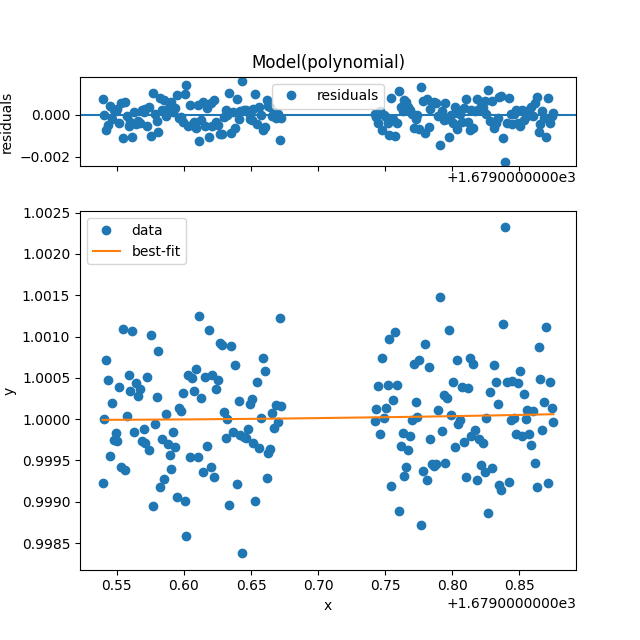 Model(polynomial)
residuals
0.000
−0.002
residuals
+1.6790000000e3
data
best-fit
1.0025
1.0020
1.0015
1.0010
1.0005
1.0000
0.9995
0.9990
0.9985
y
0.55 0.60 0.65 0.70 0.75 0.80 0.85
x
+1.6790000000e3